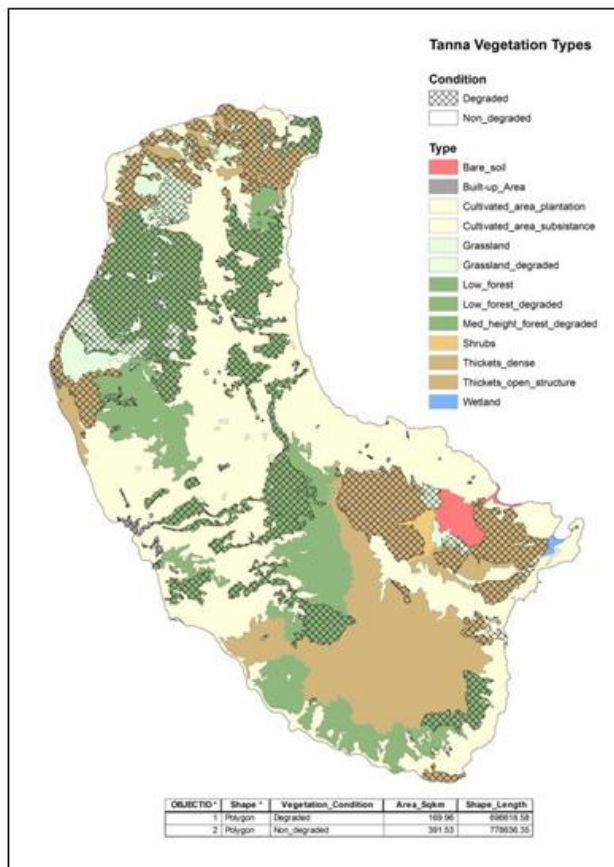 Tanna Vegetation Types
Condition
Degraded
Non_degraded
Type
Bare_soil
Built-up_Area
Cultivated_area_plantation
Cultivated_area_subsistance
Grassland
Grassland_degraded
Low_forest
Low_forest_degraded
Med_height_forest_degraded
Shrubs
Thickets_dense
Thickets_open_structure
Wetland
OBJECTID * Shape * Vegetation_Condition Area_Sqkm Shape_Length
1 Polygon Degraded 169.96 696618.58
2 Polygon Non_degraded 391.53 778636.35